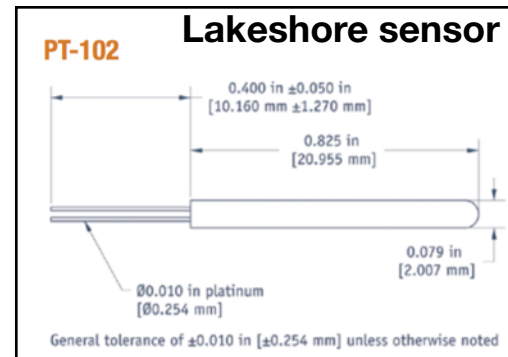 Lakeshore sensor
PT-102
0.400 in ±0.050 in
[10.160 mm ±1.270 mm]
0.825 in
[20.955 mm]
0.079 in
[2.007 mm]
Ø0.010 in platinum
[Ø0.254 mm]
General tolerance of ±0.010 in [±0.254 mm] unless otherwise noted